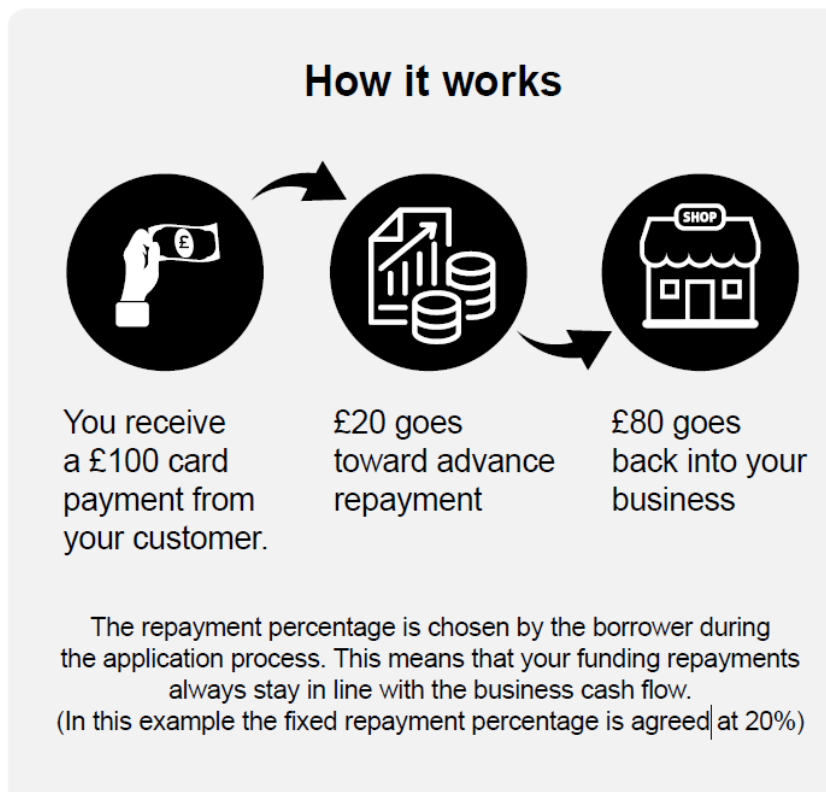 How it works
£
SHOP
You receive
a £100 card
payment from
your customer.
£20 goes
toward advance
repayment
£80 goes
back into your
business
The repayment percentage is chosen by the borrower during
the application process. This means that your funding repayments
always stay in line with the business cash flow.
(In this example the fixed repayment percentage is agreed at 20%)